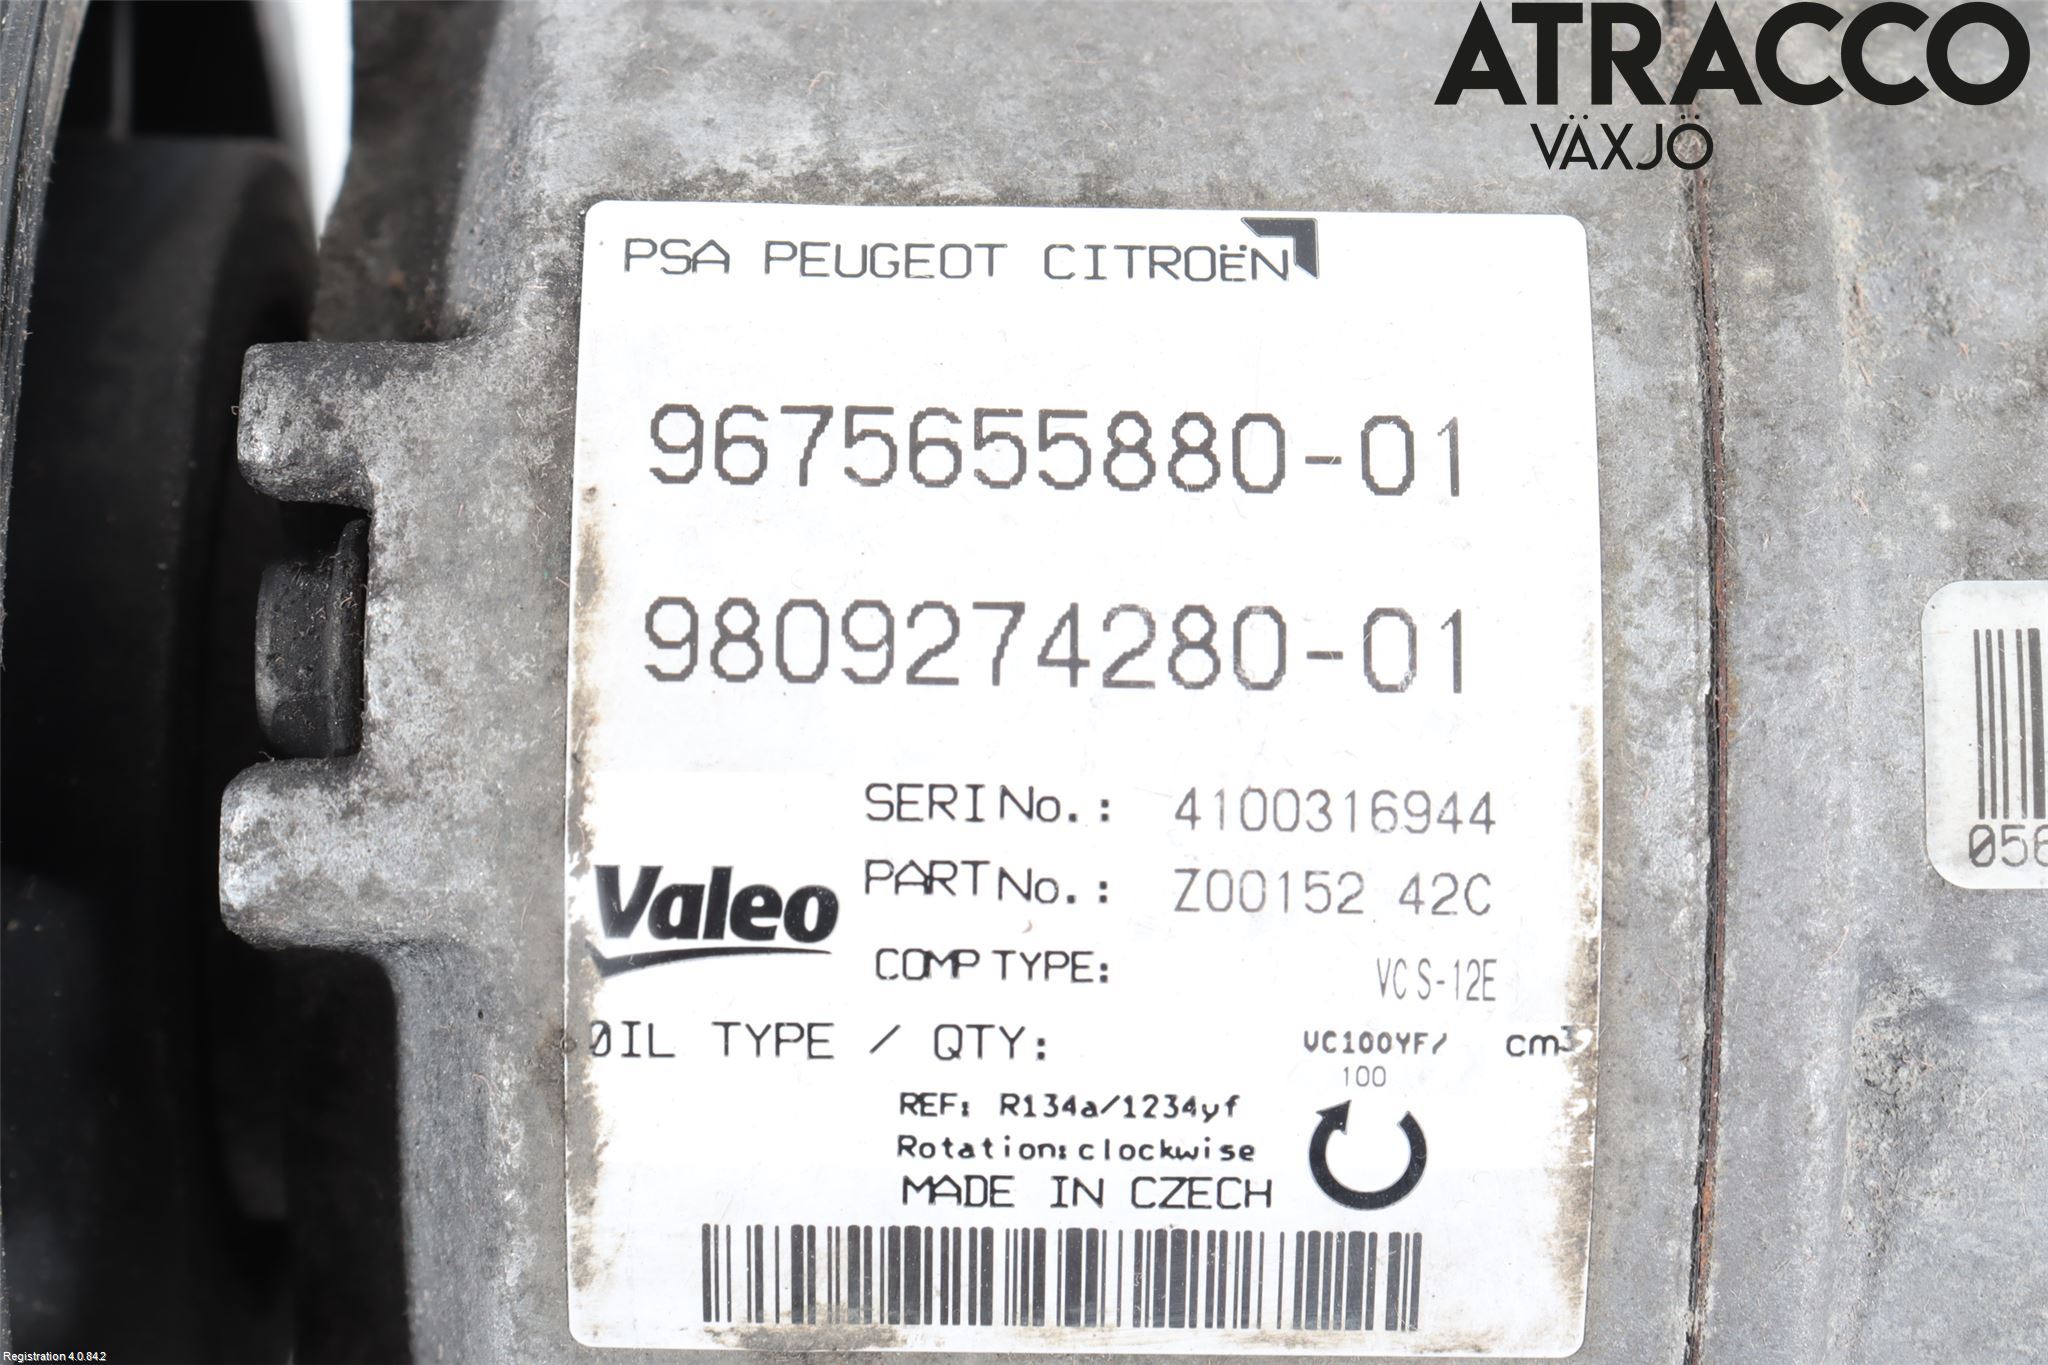 ATRACCO
VÄXJÖ
PSA PEUGEOT CITROËN
9675655880-01
9809274280-01
SERI No.: 4100316944
PART No.: Z00152 42C
Valeo
COMP TYPE: VC S-12E
OIL TYPE / QTY: VC100YF/ cm3
100
REF: R134a/1234yf
Rotation:clockwise
MADE IN CZECH
Registration 4.0.84.2